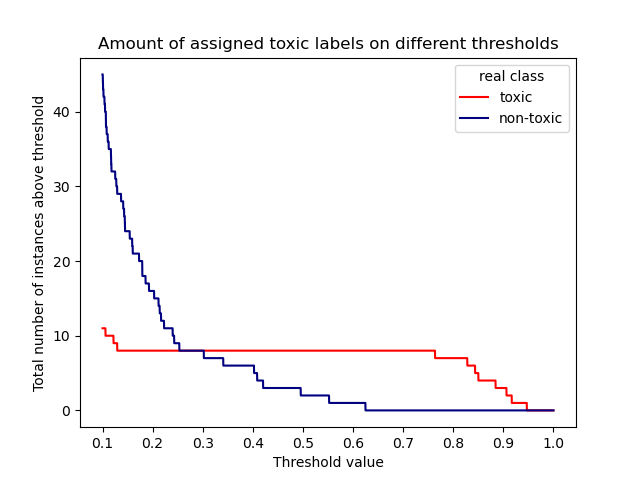 Amount of assigned toxic labels on different thresholds
real class
toxic
non-toxic
Total number of instances above threshold
40
30
20
10
0
0.1 0.2 0.3 0.4 0.5 0.6 0.7 0.8 0.9 1.0
Threshold value